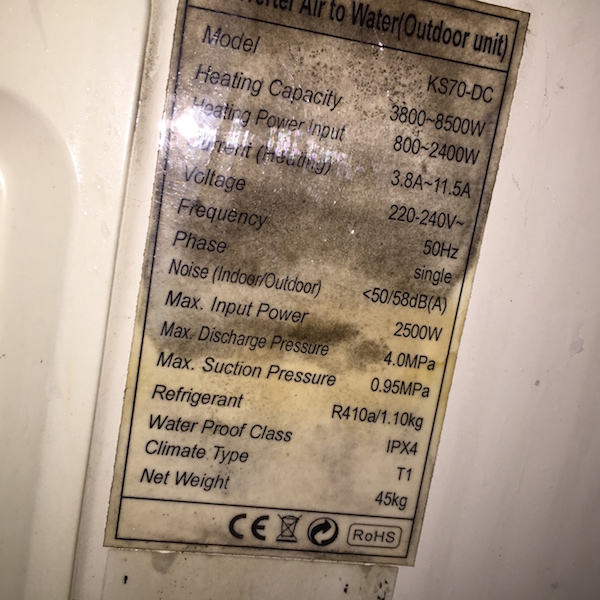 Air to Water(Outdoor unit)
Model KS70-DC
Heating Capacity 3800~8500W
Heating Power Input 800~2400W
Current (Heating) 3.8A~11.5A
Voltage 220-240V~
Frequency 50Hz
Phase single
Noise (Indoor/Outdoor) <50/58dB(A)
Max. Input Power 2500W
Max. Discharge Pressure 4.0MPa
Max. Suction Pressure 0.95MPa
Refrigerant R410a/1.10kg
Water Proof Class IPX4
Climate Type T1
Net Weight 45kg
CE RoHS